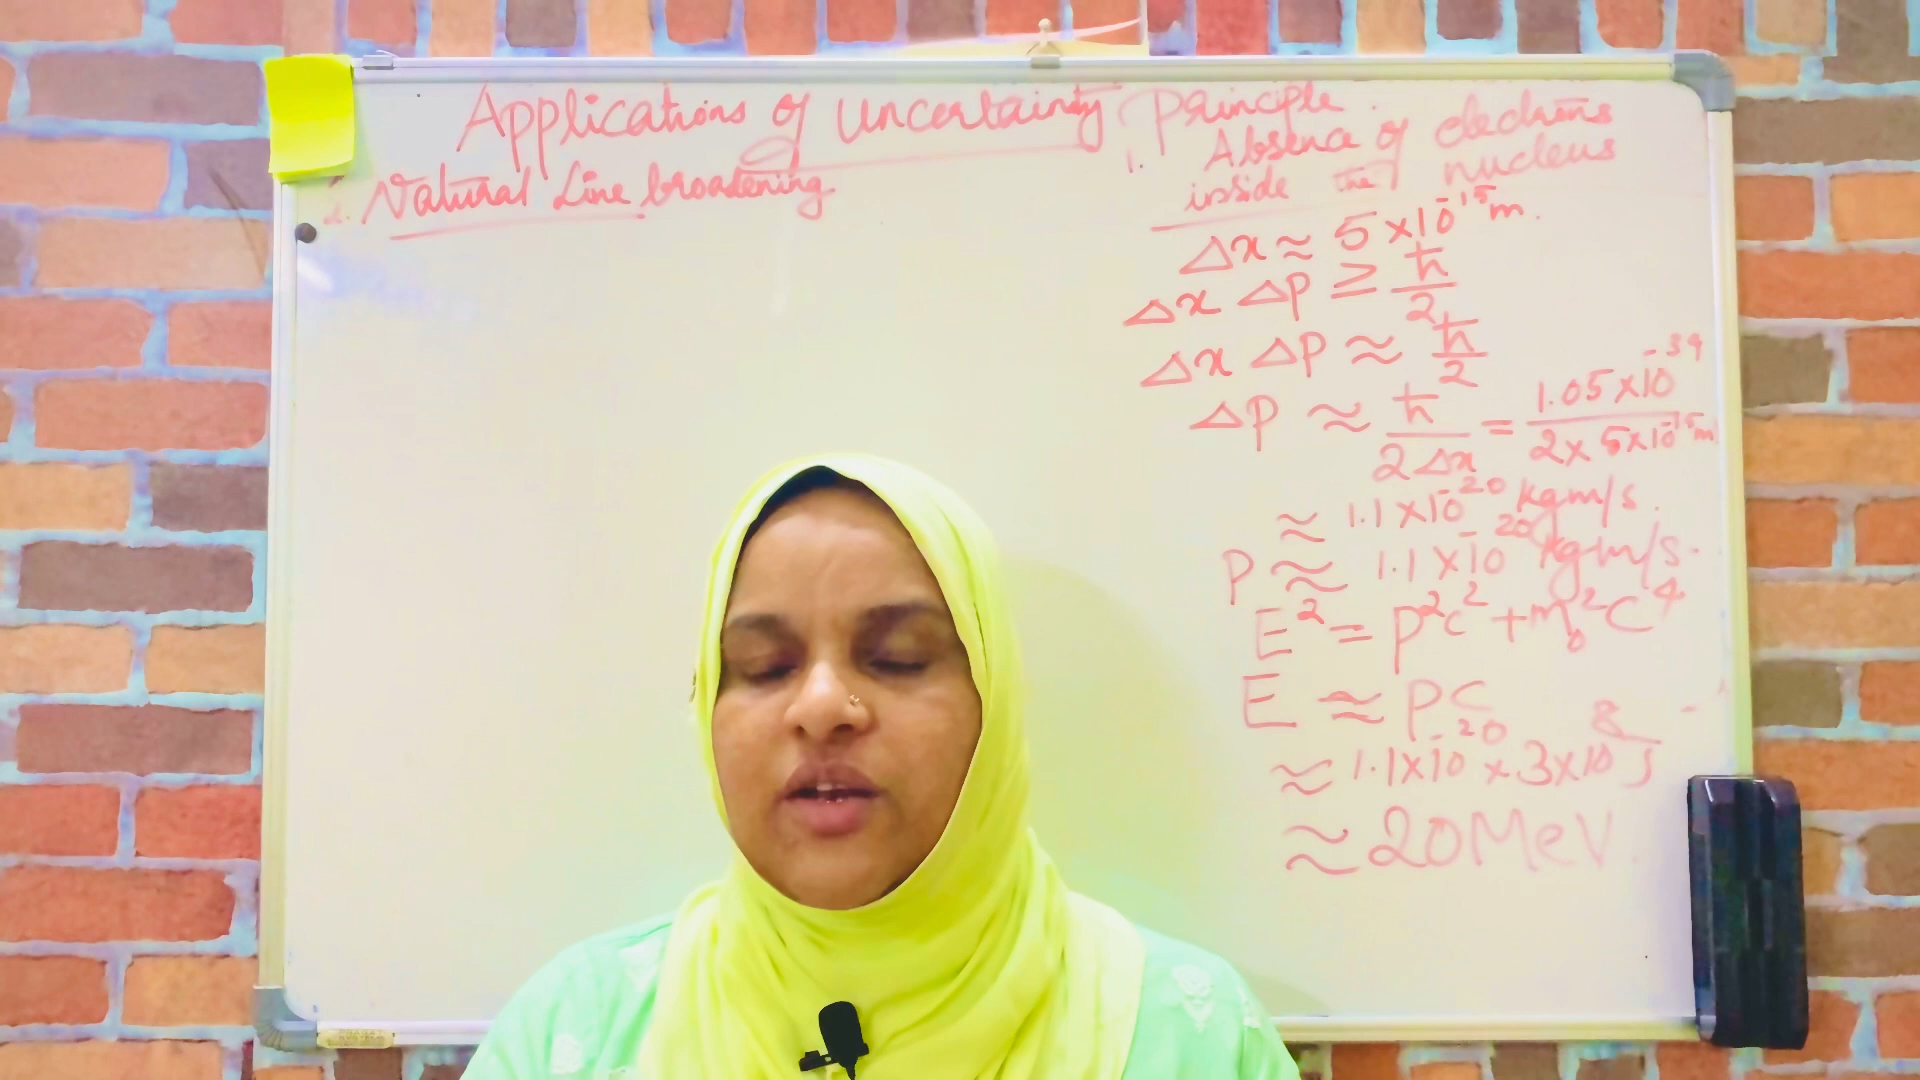 Applications of Uncertainty Principle.
2. Natural Line broadening
1. Absence of electrons
inside the nucleus
Δx ≈ 5 × 10^-15 m.
Δx Δp ≥ ħ/2
Δx Δp ≈ ħ/2
Δp ≈ ħ/2Δx = 1.05×10^-34/2×5×10^-15 m
≈ 1.1 ×10^-20 kgm/s.
P ≈ 1.1 ×10^-20 kgm/s.
E² = P²c² + m₀²C⁴
E ≈ PC
≈ 1.1×10^-20 × 3×10^8 J
≈ 20MeV.